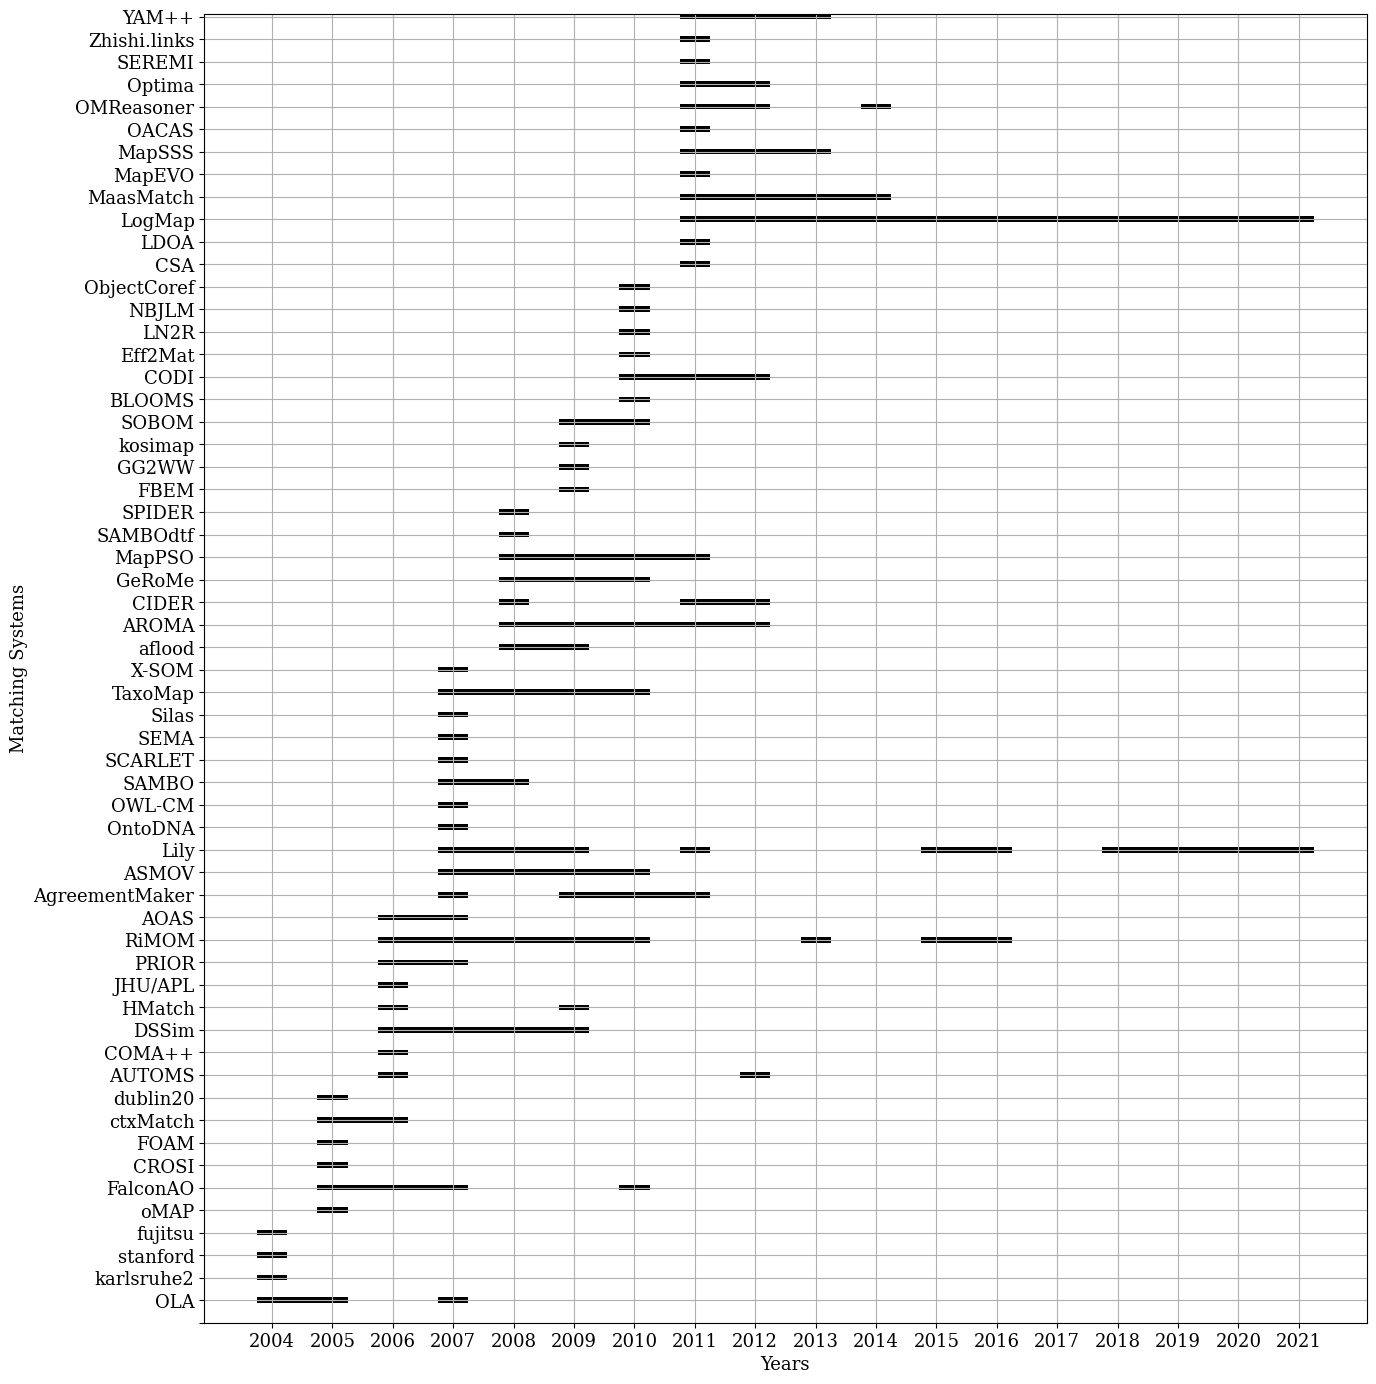 YAM++
Zhishi.links
SEREMI
Optima
OMReasoner
OACAS
MapSSS
MapEVO
MaasMatch
LogMap
LDOA
CSA
ObjectCoref
NBJLM
LN2R
Eff2Mat
CODI
BLOOMS
SOBOM
kosimap
GG2WW
FBEM
SPIDER
SAMBOdtf
MapPSO
GeRoMe
CIDER
AROMA
aflood
X-SOM
TaxoMap
Silas
SEMA
SCARLET
SAMBO
OWL-CM
OntoDNA
Lily
ASMOV
AgreementMaker
AOAS
RiMOM
PRIOR
JHU/APL
HMatch
DSSim
COMA++
AUTOMS
dublin20
ctxMatch
FOAM
CROSI
FalconAO
oMAP
fujitsu
stanford
karlsruhe2
OLA
Matching Systems
2004 2005 2006 2007 2008 2009 2010 2011 2012 2013 2014 2015 2016 2017 2018 2019 2020 2021
Years